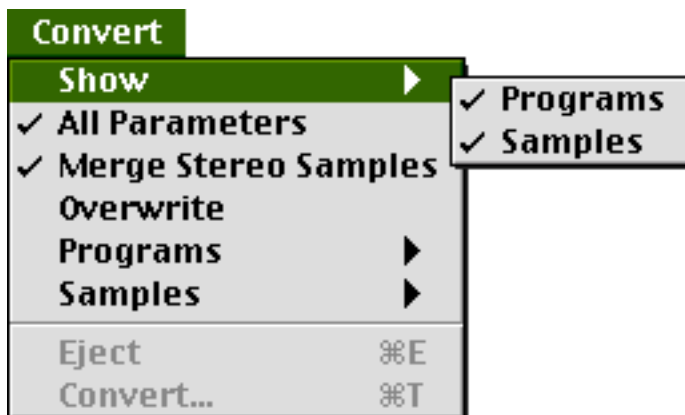 Convert
Show
✓ All Parameters
✓ Merge Stereo Samples
Overwrite
Programs
Samples
Eject ⌘E
Convert... ⌘T
✓ Programs
✓ Samples